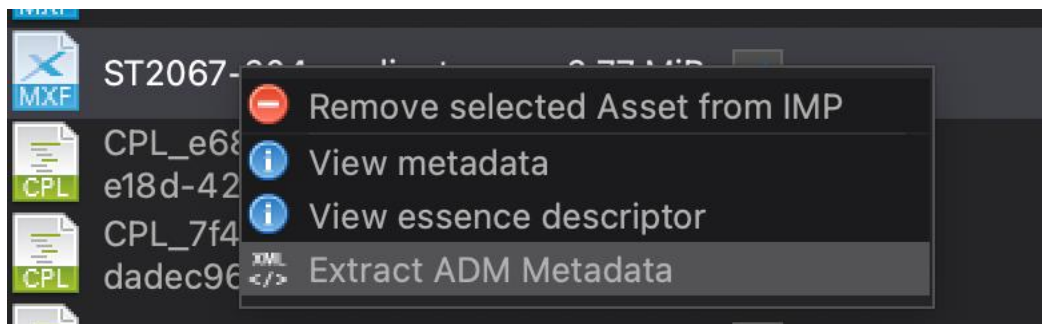 MXF
ST2067-
MXF
Remove selected Asset from IMP
CPL_e68
e18d-42
CPL
View metadata
View essence descriptor
CPL_7f4
dadec96
CPL
XML
</>
Extract ADM Metadata